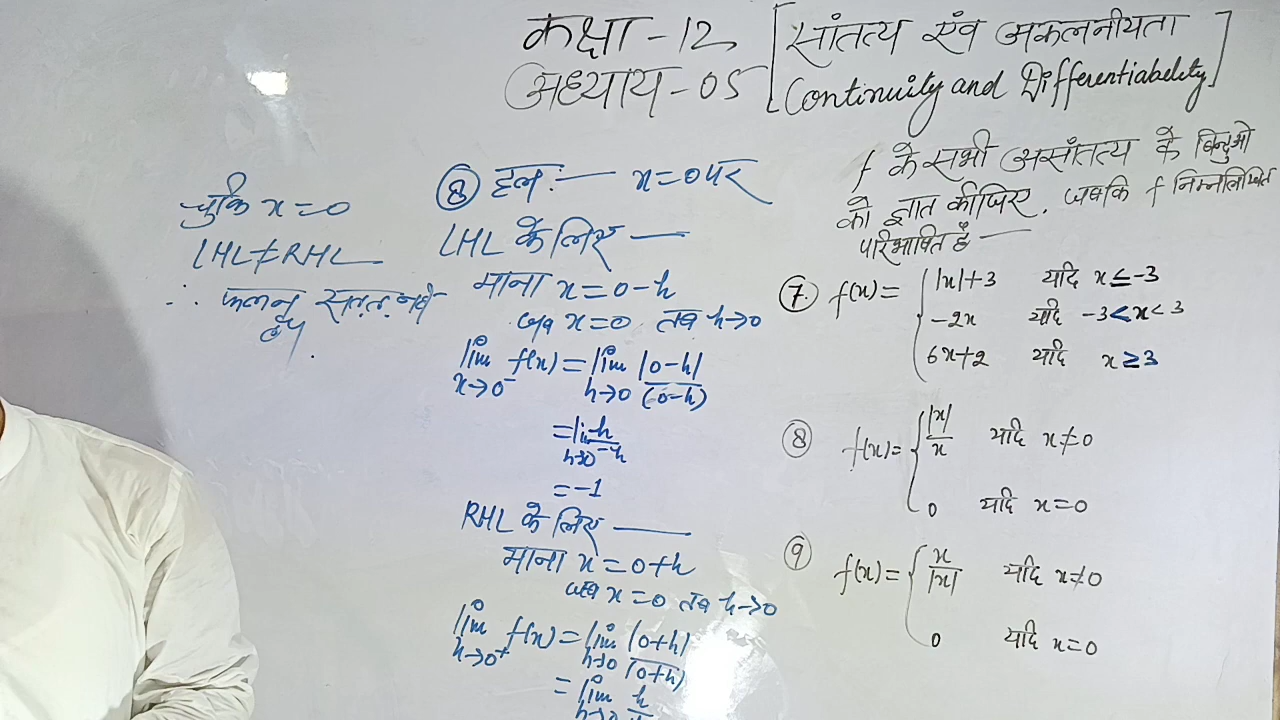 कक्षा -12
अध्याय-05
[सांतत्य एंव अवकलनीयता
Continuity and Differentiability]
f के सभी असांतत्य के बिन्दुओ
को ज्ञात कीजिए, जबकि f निम्नलिखित
परिभाषित है —
7. f(x) = { |x|+3 यदि x ≤ -3
-2x यदि -3 < x < 3
6x+2 यदि x ≥ 3
8 f(x) = { |x|/x यदि x ≠ 0
0 यदि x = 0
9 f(x) = { x/|x| यदि x ≠ 0
0 यदि x = 0
8 हल :— x = 0 पर
LHL के लिए —
माना x = 0-h
जब x = 0 तब h→0
lim x→0⁻ f(x) = lim h→0 |0-h|/(0-h)
= lim h→0 h/-h
= -1
RHL के लिए —
माना x = 0+h
जब x = 0 तब h→0
lim x→0⁺ f(x) = lim h→0 |0+h|/(0+h)
= lim h→0 h
चुकि x = 0
LHL ≠ RHL
∴ फलन सतत नही